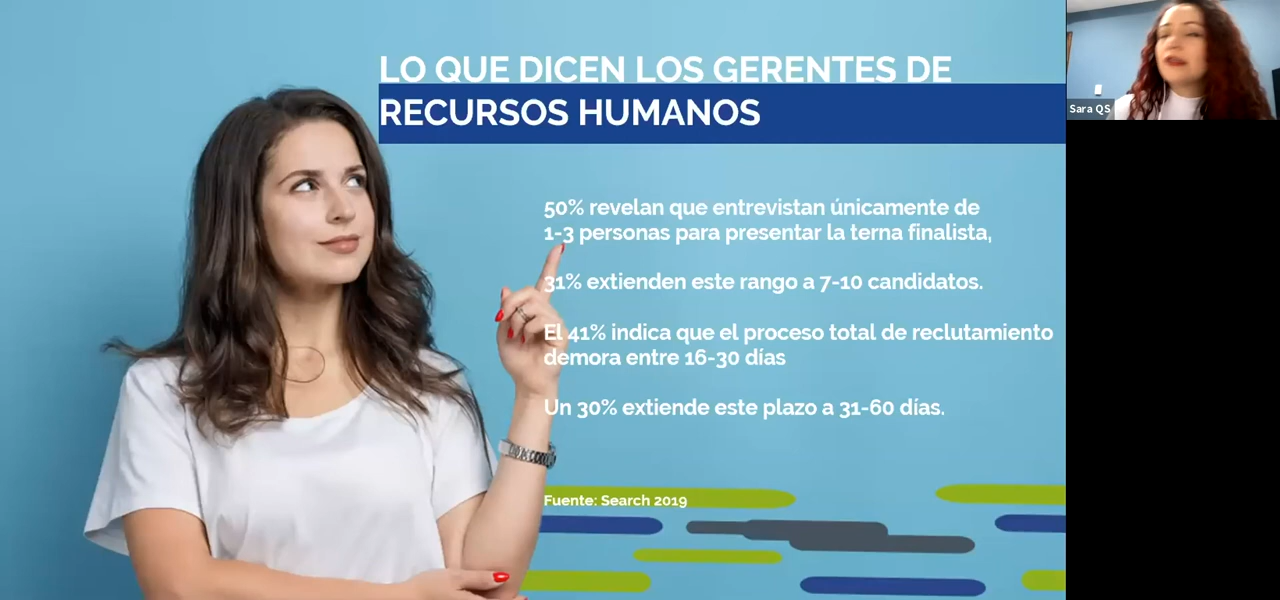 LO QUE DICEN LOS GERENTES DE
RECURSOS HUMANOS
50% revelan que entrevistan únicamente de
1-3 personas para presentar la terna finalista,
31% extienden este rango a 7-10 candidatos.
El 41% indica que el proceso total de reclutamiento
demora entre 16-30 días
Un 30% extiende este plazo a 31-60 días.
Fuente: Search 2019
Sara QS